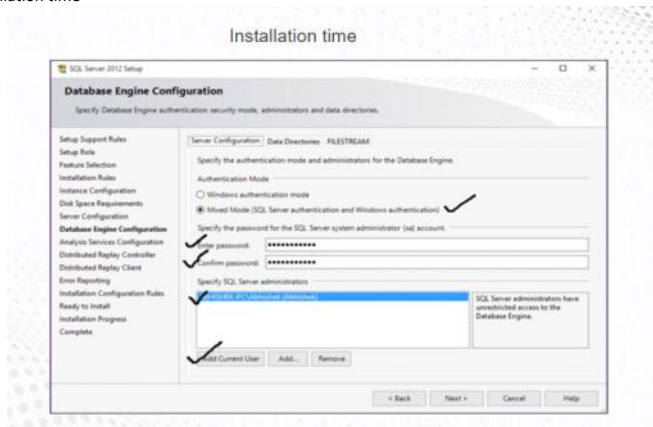 Installation time
SQL Server 2012 Setup
Database Engine Configuration
Specify Database Engine authentication security mode, administrators and data directories.
Setup Support Rules
Setup Role
Feature Selection
Installation Rules
Instance Configuration
Disk Space Requirements
Server Configuration
Database Engine Configuration
Analysis Services Configuration
Distributed Replay Controller
Distributed Replay Client
Error Reporting
Installation Configuration Rules
Ready to Install
Installation Progress
Complete
Server Configuration Data Directories FILESTREAM
Specify the authentication mode and administrators for the Database Engine.
Authentication Mode
Windows authentication mode
Mixed Mode (SQL Server authentication and Windows authentication)
Specify the password for the SQL Server system administrator (sa) account.
Enter password:
Confirm password:
Specify SQL Server administrators
(Abhishek)
SQL Server administrators have
unrestricted access to the
Database Engine.
Add Current User Add... Remove
< Back Next > Cancel Help